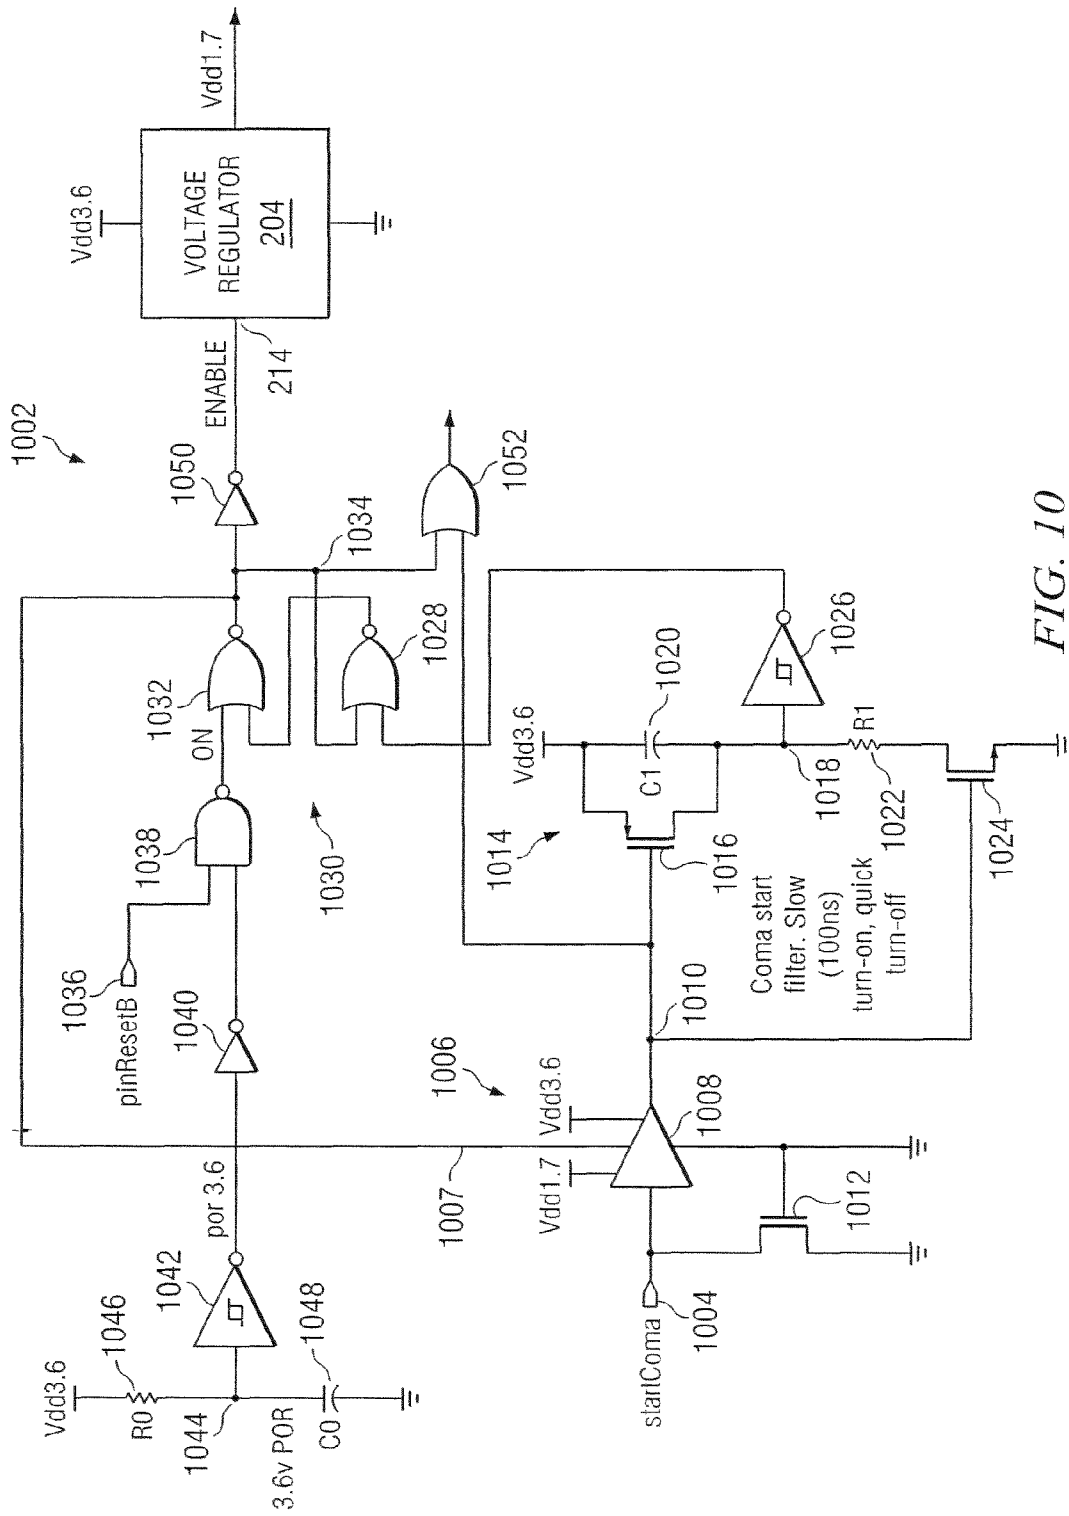 Vdd3.6
1046
R0
1044
3.6v POR
C0
1048
1042
por 3.6
1040
pinResetB
1036
1038
ON
1032
1030
1028
1034
1050
1002
ENABLE
214
Vdd3.6
VOLTAGE
REGULATOR
204
Vdd1.7
1052
startComa
1004
1007
1006
Vdd1.7
Vdd3.6
1008
1012
1010
1014
1016
Vdd3.6
C1
1020
1018
R1
1022
1024
1026
Coma start
filter. Slow
(100ns)
turn-on, quick
turn-off
FIG. 10